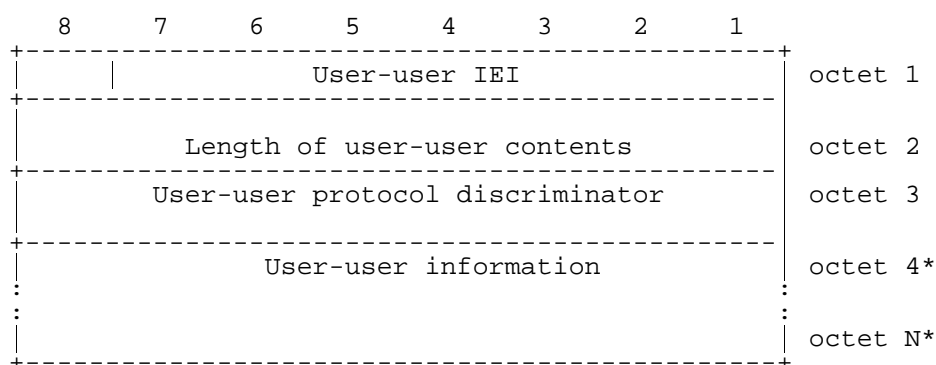 8 7 6 5 4 3 2 1
User-user IEI octet 1
Length of user-user contents octet 2
User-user protocol discriminator octet 3
User-user information octet 4*
octet N*